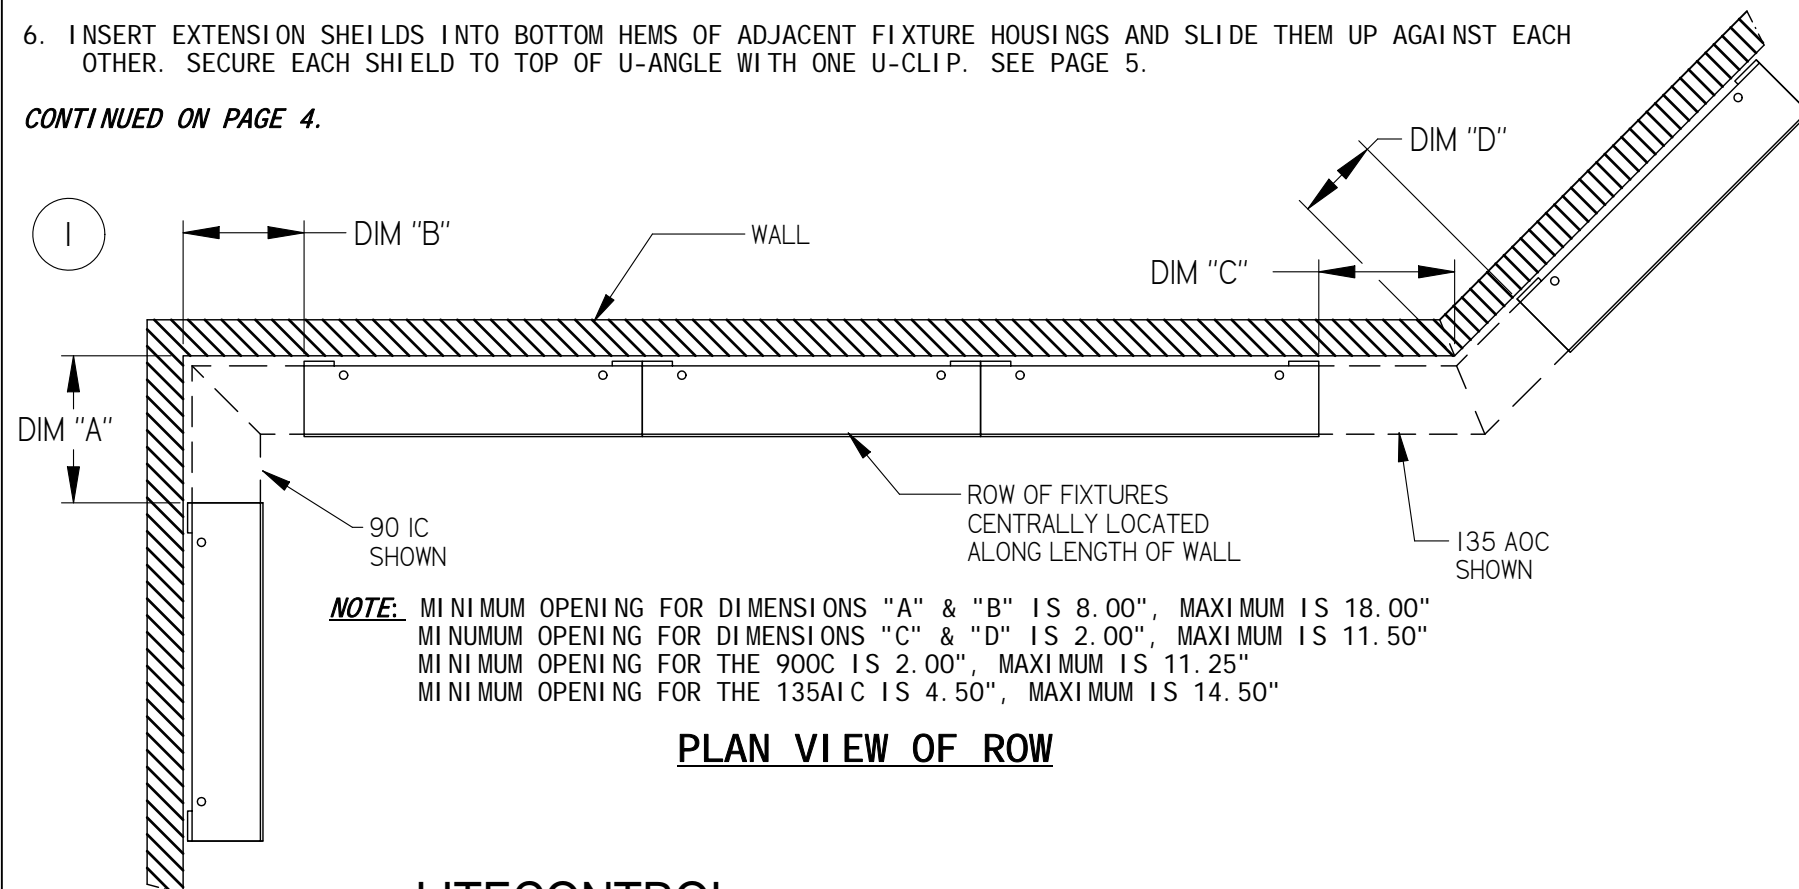 6. INSERT EXTENSION SHEILDS INTO BOTTOM HEMS OF ADJACENT FIXTURE HOUSINGS AND SLIDE THEM UP AGAINST EACH
OTHER. SECURE EACH SHIELD TO TOP OF U-ANGLE WITH ONE U-CLIP. SEE PAGE 5.
CONTINUED ON PAGE 4.
DIM "D"
1
DIM "B"
WALL
DIM "C"
DIM "A"
90 IC
SHOWN
ROW OF FIXTURES
CENTRALLY LOCATED
ALONG LENGTH OF WALL
135 AOC
SHOWN
NOTE: MINIMUM OPENING FOR DIMENSIONS "A" & "B" IS 8.00", MAXIMUM IS 18.00"
MINUMUM OPENING FOR DIMENSIONS "C" & "D" IS 2.00", MAXIMUM IS 11.50"
MINIMUM OPENING FOR THE 90OC IS 2.00", MAXIMUM IS 11.25"
MINIMUM OPENING FOR THE 135AIC IS 4.50", MAXIMUM IS 14.50"
PLAN VIEW OF ROW
LITECONTROL